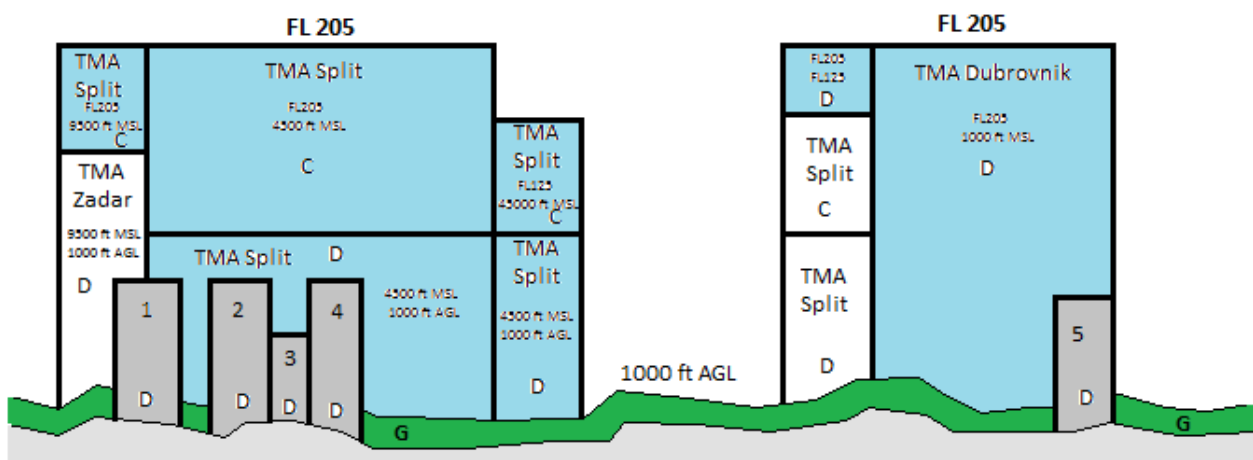 FL 205
TMA
Split
FL205
9500 ft MSL
C
TMA
Zadar
9500 ft MSL
1000 ft AGL
D
TMA Split
FL205
4500 ft MSL
C
TMA Split
D
4500 ft MSL
1000 ft AGL
1
D
2
D
3
D
4
D
TMA
Split
FL125
45000 ft MSL
C
TMA
Split
4500 ft MSL
1000 ft AGL
D
G
1000 ft AGL
FL 205
FL205
FL125
D
TMA
Split
C
TMA
Split
D
TMA Dubrovnik
FL205
1000 ft MSL
D
5
D
G